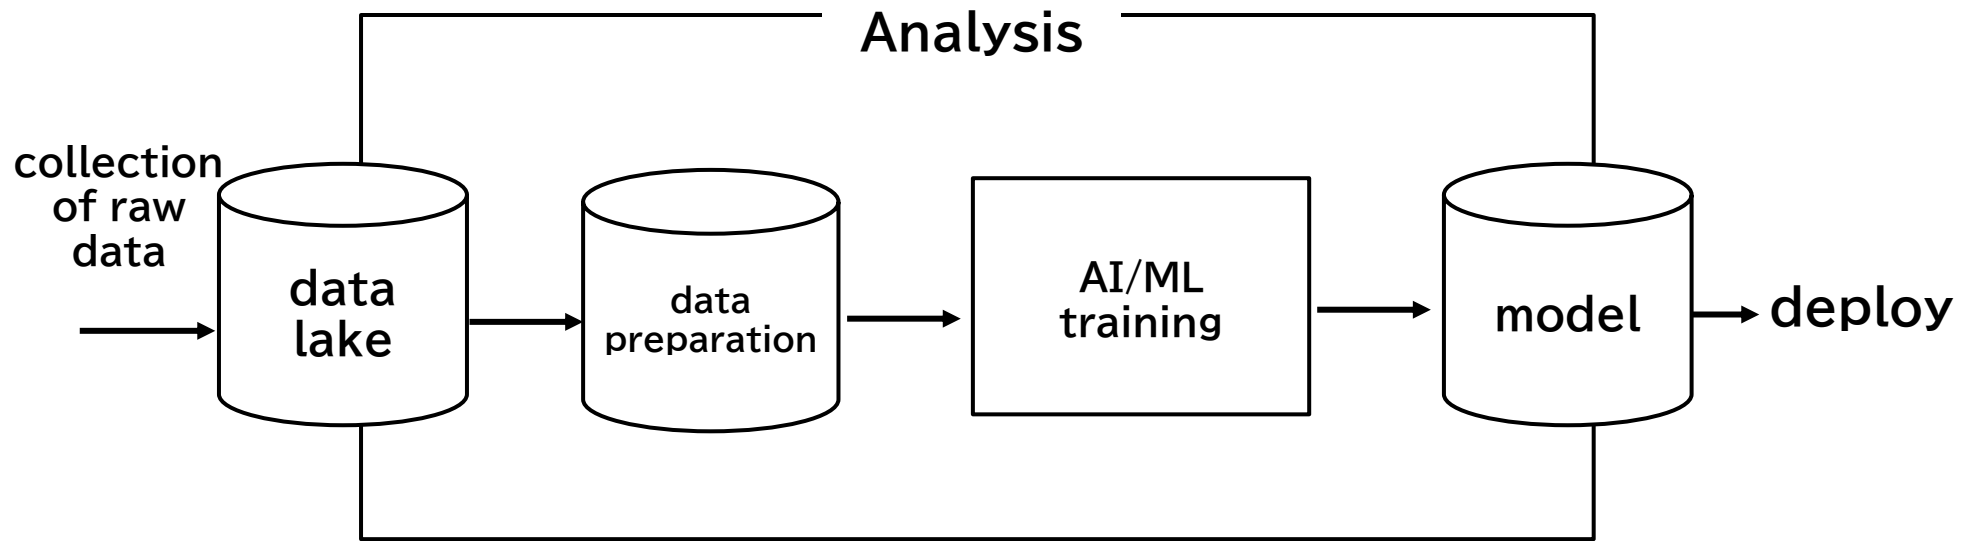 Analysis
collection
of raw
data
data
lake
data
preparation
AI/ML
training
model
deploy